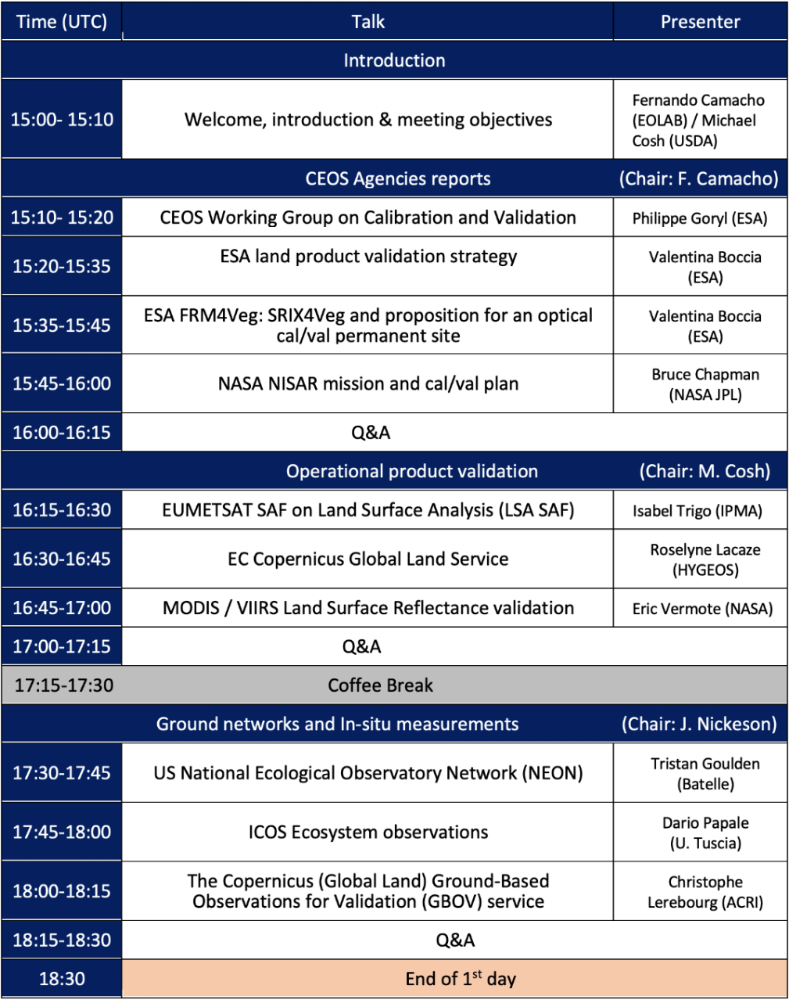 Time (UTC) Talk Presenter
Introduction
15:00- 15:10 Welcome, introduction & meeting objectives Fernando Camacho
(EOLAB) / Michael
Cosh (USDA)
CEOS Agencies reports (Chair: F. Camacho)
15:10- 15:20 CEOS Working Group on Calibration and Validation Philippe Goryl (ESA)
15:20-15:35 ESA land product validation strategy Valentina Boccia
(ESA)
15:35-15:45 ESA FRM4Veg: SRIX4Veg and proposition for an optical
cal/val permanent site Valentina Boccia
(ESA)
15:45-16:00 NASA NISAR mission and cal/val plan Bruce Chapman
(NASA JPL)
16:00-16:15 Q&A
Operational product validation (Chair: M. Cosh)
16:15-16:30 EUMETSAT SAF on Land Surface Analysis (LSA SAF) Isabel Trigo (IPMA)
16:30-16:45 EC Copernicus Global Land Service Roselyne Lacaze
(HYGEOS)
16:45-17:00 MODIS / VIIRS Land Surface Reflectance validation Eric Vermote (NASA)
17:00-17:15 Q&A
17:15-17:30 Coffee Break
Ground networks and In-situ measurements (Chair: J. Nickeson)
17:30-17:45 US National Ecological Observatory Network (NEON) Tristan Goulden
(Batelle)
17:45-18:00 ICOS Ecosystem observations Dario Papale
(U. Tuscia)
18:00-18:15 The Copernicus (Global Land) Ground-Based
Observations for Validation (GBOV) service Christophe
Lerebourg (ACRI)
18:15-18:30 Q&A
18:30 End of 1st day